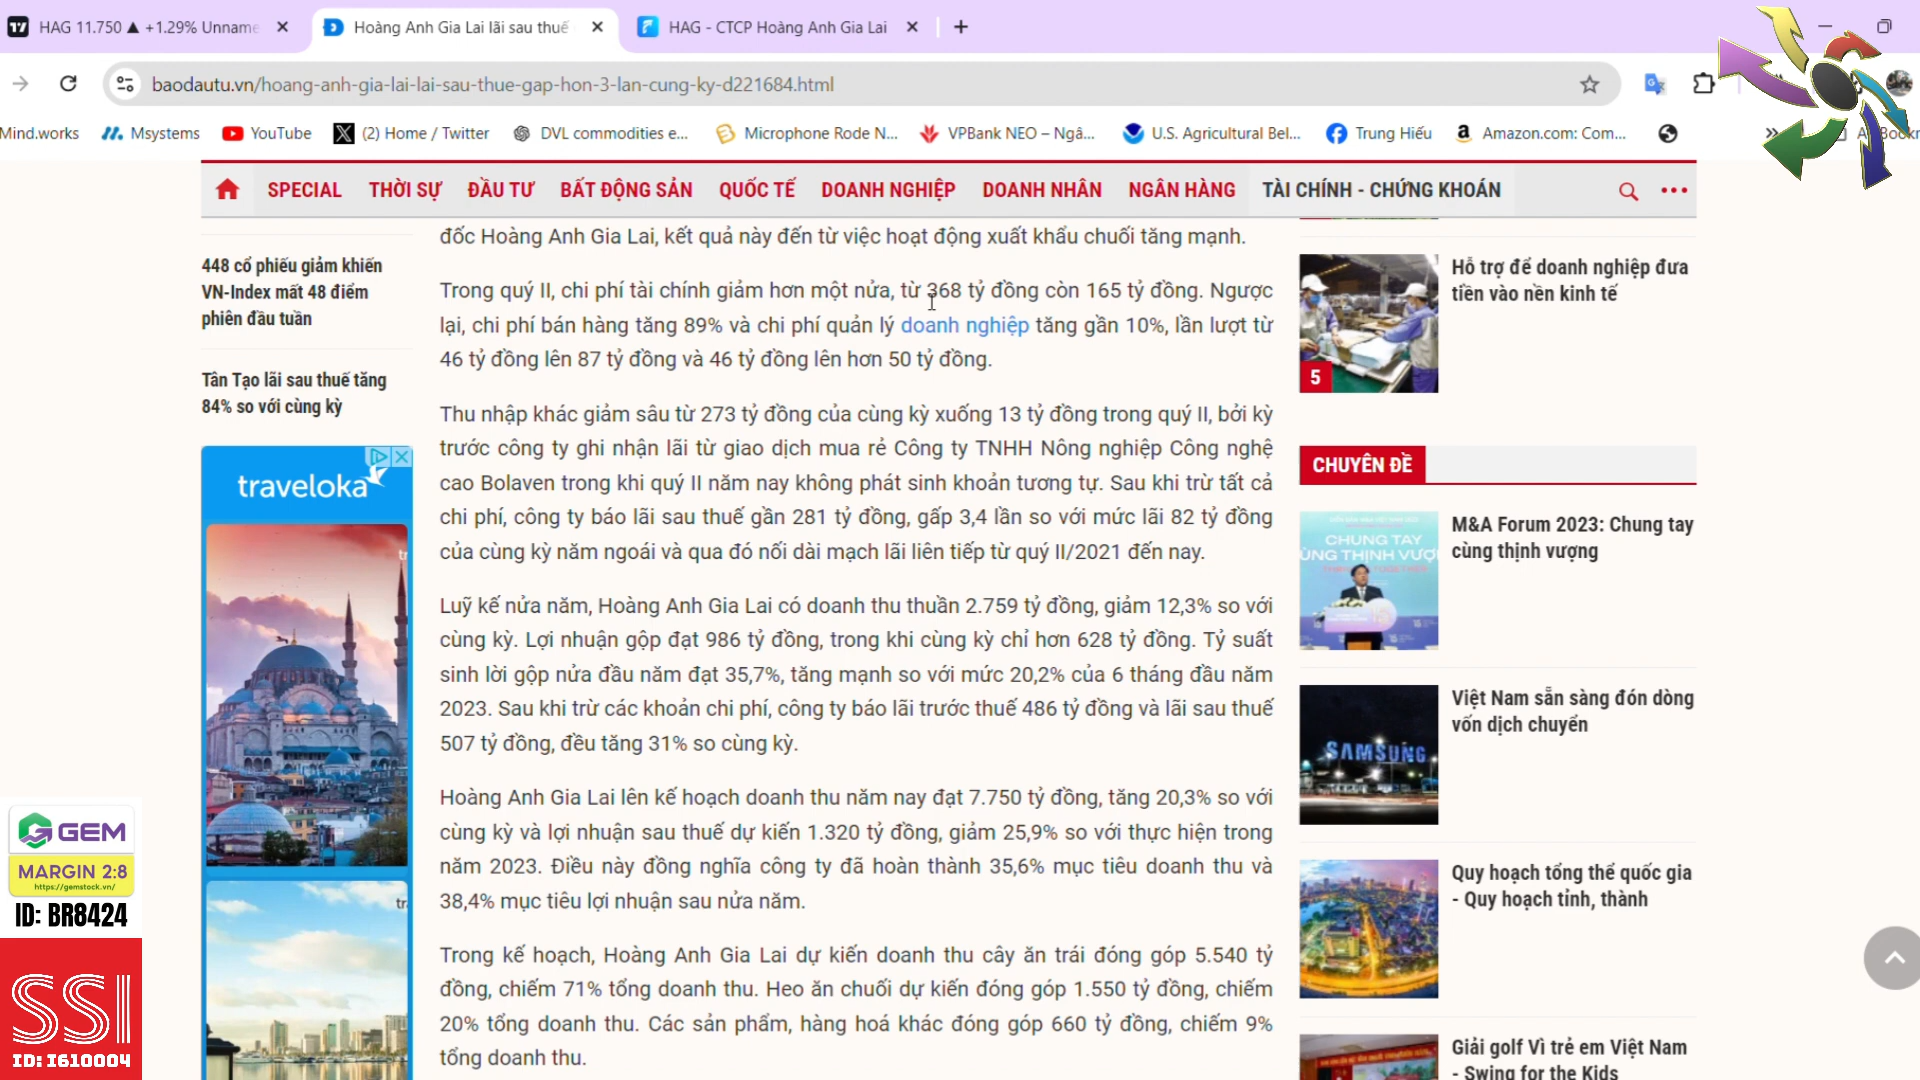 HAG 11.750 ▲ +1.29% Unname
Hoàng Anh Gia Lai lãi sau thuế
HAG - CTCP Hoàng Anh Gia Lai
baodautu.vn/hoang-anh-gia-lai-lai-sau-thue-gap-hon-3-lan-cung-ky-d221684.html
Mind.works
Msystems
YouTube
(2) Home / Twitter
DVL commodities e...
Microphone Rode N...
VPBank NEO – Ngâ...
U.S. Agricultural Bel...
Trung Hiếu
Amazon.com: Com...
SPECIAL THỜI SỰ ĐẦU TƯ BẤT ĐỘNG SẢN QUỐC TẾ DOANH NGHIỆP DOANH NHÂN NGÂN HÀNG TÀI CHÍNH - CHỨNG KHOÁN
448 cổ phiếu giảm khiến
VN-Index mất 48 điểm
phiên đầu tuần
Tân Tạo lãi sau thuế tăng
84% so với cùng kỳ
traveloka
GEM
MARGIN 2:8
https://gemstock.vn/
ID: BR8424
SSI
ID: I610004
đốc Hoàng Anh Gia Lai, kết quả này đến từ việc hoạt động xuất khẩu chuối tăng mạnh.
Trong quý II, chi phí tài chính giảm hơn một nửa, từ 368 tỷ đồng còn 165 tỷ đồng. Ngược
lại, chi phí bán hàng tăng 89% và chi phí quản lý doanh nghiệp tăng gần 10%, lần lượt từ
46 tỷ đồng lên 87 tỷ đồng và 46 tỷ đồng lên hơn 50 tỷ đồng.
Thu nhập khác giảm sâu từ 273 tỷ đồng của cùng kỳ xuống 13 tỷ đồng trong quý II, bởi kỳ
trước công ty ghi nhận lãi từ giao dịch mua rẻ Công ty TNHH Nông nghiệp Công nghệ
cao Bolaven trong khi quý II năm nay không phát sinh khoản tương tự. Sau khi trừ tất cả
chi phí, công ty báo lãi sau thuế gần 281 tỷ đồng, gấp 3,4 lần so với mức lãi 82 tỷ đồng
của cùng kỳ năm ngoái và qua đó nối dài mạch lãi liên tiếp từ quý II/2021 đến nay.
Luỹ kế nửa năm, Hoàng Anh Gia Lai có doanh thu thuần 2.759 tỷ đồng, giảm 12,3% so với
cùng kỳ. Lợi nhuận gộp đạt 986 tỷ đồng, trong khi cùng kỳ chỉ hơn 628 tỷ đồng. Tỷ suất
sinh lời gộp nửa đầu năm đạt 35,7%, tăng mạnh so với mức 20,2% của 6 tháng đầu năm
2023. Sau khi trừ các khoản chi phí, công ty báo lãi trước thuế 486 tỷ đồng và lãi sau thuế
507 tỷ đồng, đều tăng 31% so cùng kỳ.
Hoàng Anh Gia Lai lên kế hoạch doanh thu năm nay đạt 7.750 tỷ đồng, tăng 20,3% so với
cùng kỳ và lợi nhuận sau thuế dự kiến 1.320 tỷ đồng, giảm 25,9% so với thực hiện trong
năm 2023. Điều này đồng nghĩa công ty đã hoàn thành 35,6% mục tiêu doanh thu và
38,4% mục tiêu lợi nhuận sau nửa năm.
Trong kế hoạch, Hoàng Anh Gia Lai dự kiến doanh thu cây ăn trái đóng góp 5.540 tỷ
đồng, chiếm 71% tổng doanh thu. Heo ăn chuối dự kiến đóng góp 1.550 tỷ đồng, chiếm
20% tổng doanh thu. Các sản phẩm, hàng hoá khác đóng góp 660 tỷ đồng, chiếm 9%
tổng doanh thu.
5
Hỗ trợ để doanh nghiệp đưa
tiền vào nền kinh tế
CHUYÊN ĐỀ
CHUNG TAY
CÙNG THỊNH VƯỢ
M&A Forum 2023: Chung tay
cùng thịnh vượng
SAMSUNG
Việt Nam sẵn sàng đón dòng
vốn dịch chuyển
Quy hoạch tổng thể quốc gia
- Quy hoạch tỉnh, thành
Giải golf Vì trẻ em Việt Nam
- Swing for the Kids